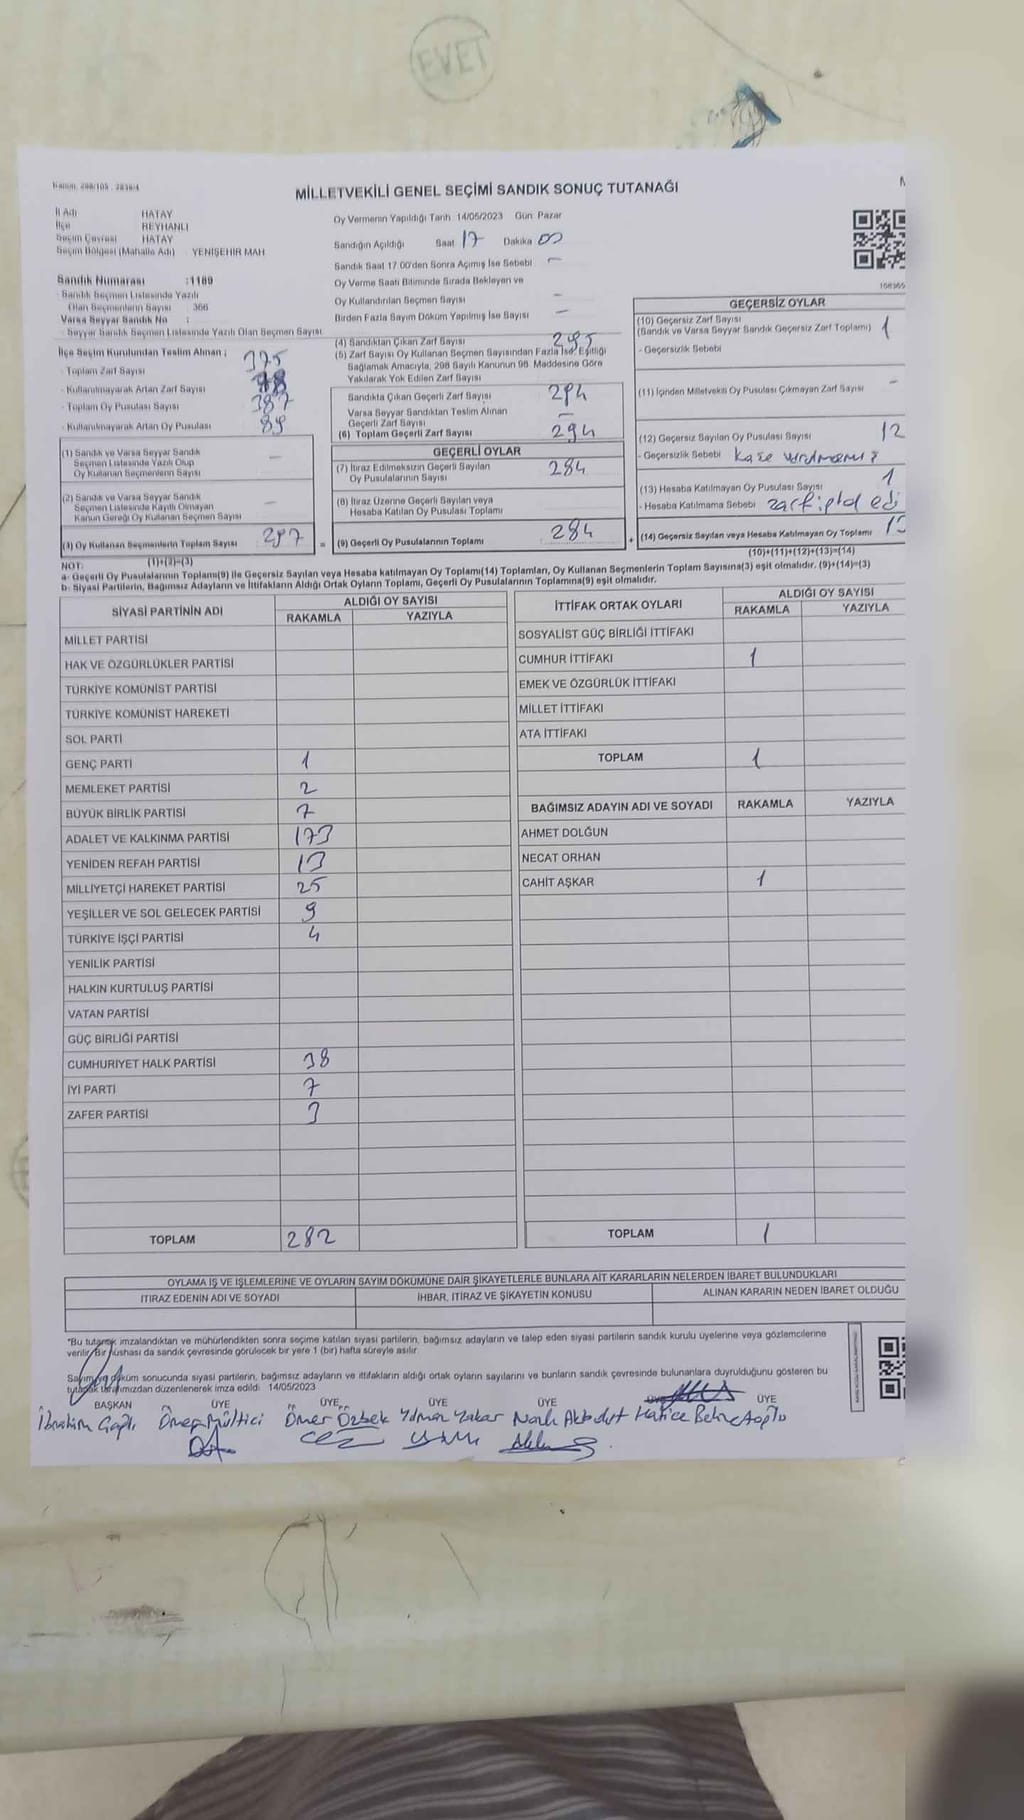 EVET
Kanun: 298/105 - 2839/4
MİLLETVEKİLİ GENEL SEÇİMİ SANDIK SONUÇ TUTANAĞI
İl Adı HATAY
İlçe REYHANLI
Seçim Çevresi HATAY
Seçim Bölgesi (Mahalle Adı) YENİŞEHİR MAH
Sandık Numarası :1189
- Sandık Seçmen Listesinde Yazılı
Olan Seçmenlerin Sayısı 366
Varsa Seyyar Sandık No :
- Seyyar Sandık Seçmen Listesinde Yazılı Olan Seçmen Sayısı
İlçe Seçim Kurulundan Teslim Alınan ;
- Toplam Zarf Sayısı 375
- Kullanılmayarak Artan Zarf Sayısı
- Toplam Oy Pusulası Sayısı 387
- Kullanılmayarak Artan Oy Pusulası 89
(1) Sandık ve Varsa Seyyar Sandık
Seçmen Listesinde Yazılı Olup
Oy Kullanan Seçmenlerin Sayısı —
(2) Sandık ve Varsa Seyyar Sandık
Seçmen Listesinde Kayıtlı Olmayan
Kanun Gereği Oy Kullanan Seçmen Sayısı —
(3) Oy Kullanan Seçmenlerin Toplam Sayısı 297 =
(1)+(2)=(3)
Oy Vermenin Yapıldığı Tarih 14/05/2023 Gün: Pazar
Sandığın Açıldığı Saat 17 Dakika 00
Sandık Saat 17.00'den Sonra Açımış İse Sebebi —
Oy Verme Saati Bitiminde Sırada Bekleyen ve
Oy Kullandırılan Seçmen Sayısı —
Birden Fazla Sayım Döküm Yapılmış İse Sayısı —
(4) Sandıktan Çıkan Zarf Sayısı 295
(5) Zarf Sayısı Oy Kullanan Seçmen Sayısından Fazla İse, Eşitliği
Sağlamak Amacıyla, 298 Sayılı Kanunun 98. Maddesine Göre
Yakılarak Yok Edilen Zarf Sayısı
Sandıkta Çıkan Geçerli Zarf Sayısı 294
Varsa Seyyar Sandıktan Teslim Alınan
Geçerli Zarf Sayısı —
(6) Toplam Geçerli Zarf Sayısı 294
GEÇERLİ OYLAR
(7) İtiraz Edilmeksizin Geçerli Sayılan
Oy Pusulasının Sayısı 284
(8) İtiraz Üzerine Geçerli Sayılan veya
Hesaba Katılan Oy Pusulası Toplamı
(9) Geçerli Oy Pusulalarının Toplamı 284 +
GEÇERSİZ OYLAR
(10) Geçersiz Zarf Sayısı
(Sandık ve Varsa Seyyar Sandık Geçersiz Zarf Toplamı) 1
- Geçersizlik Sebebi
(11) İçinden Milletvekili Oy Pusulası Çıkmayan Zarf Sayısı —
(12) Geçersiz Sayılan Oy Pusulası Sayısı 12
- Geçersizlik Sebebi
(13) Hesaba Katılmayan Oy Pusulası Sayısı 1
- Hesaba Katılmama Sebebi zarf iptal edi
(14) Geçersiz Sayılan veya Hesaba Katılmayan Oy Toplamı
(10)+(11)+(12)+(13)=(14)
NOT:
a- Geçerli Oy Pusulalarının Toplamı(9) ile Geçersiz Sayılan veya Hesaba katılmayan Oy Toplamı(14) Toplamları, Oy Kullanan Seçmenlerin Toplam Sayısına(3) eşit olmalıdır. (9)+(14)=(3)
b- Siyasi Partilerin, Bağımsız Adayların ve İttifakların Aldığı Ortak Oyların Toplamı, Geçerli Oy Pusulalarının Toplamına(9) eşit olmalıdır.
SİYASİ PARTİNİN ADI ALDIĞI OY SAYISI
RAKAMLA YAZIYLA
MİLLET PARTİSİ
HAK VE ÖZGÜRLÜKLER PARTİSİ
TÜRKİYE KOMÜNİST PARTİSİ
TÜRKİYE KOMÜNİST HAREKETİ
SOL PARTİ
GENÇ PARTİ 1
MEMLEKET PARTİSİ 2
BÜYÜK BİRLİK PARTİSİ 7
ADALET VE KALKINMA PARTİSİ 173
YENİDEN REFAH PARTİSİ 13
MİLLİYETÇİ HAREKET PARTİSİ 25
YEŞİLLER VE SOL GELECEK PARTİSİ 9
TÜRKİYE İŞÇİ PARTİSİ 4
YENİLİK PARTİSİ
HALKIN KURTULUŞ PARTİSİ
VATAN PARTİSİ
GÜÇ BİRLİĞİ PARTİSİ
CUMHURİYET HALK PARTİSİ 38
İYİ PARTİ 7
ZAFER PARTİSİ 3
TOPLAM 282
İTTİFAK ORTAK OYLARI ALDIĞI OY SAYISI
RAKAMLA YAZIYLA
SOSYALİST GÜÇ BİRLİĞİ İTTİFAKI
CUMHUR İTTİFAKI 1
EMEK VE ÖZGÜRLÜK İTTİFAKI
MİLLET İTTİFAKI
ATA İTTİFAKI
TOPLAM 1
BAĞIMSIZ ADAYIN ADI VE SOYADI RAKAMLA YAZIYLA
AHMET DOLĞUN
NECAT ORHAN
CAHİT AŞKAR 1
TOPLAM 1
OYLAMA İŞ VE İŞLEMLERİNE VE OYLARIN SAYIM DÖKÜMÜNE DAİR ŞİKAYETLERLE BUNLARA AİT KARARLARIN NELERDEN İBARET BULUNDUKLARI
İTİRAZ EDENİN ADI VE SOYADI İHBAR, İTİRAZ VE ŞİKAYETİN KONUSU ALINAN KARARIN NEDEN İBARET OLDUĞU
*Bu tutanak imzalandıktan ve mühürlendikten sonra seçime katılan siyasi partilerin, bağımsız adayların ve talep eden siyasi partilerin sandık kurulu üyelerine veya gözlemcilerine
verilir. Bir nüshası da sandık çevresinde görülecek bir yere 1 (bir) hafta süreyle asılır.
Sayım ve döküm sonucunda siyasi partilerin, bağımsız adayların ve ittifakların aldığı ortak oyların sayılarını ve bunların sandık çevresinde bulunanlara duyrulduğunu gösteren bu
tutanak tarafımızdan düzenlenerek imza edildi. 14/05/2023
BAŞKAN ÜYE ÜYE ÜYE ÜYE ÜYE ÜYE
İbrahim Ömer Mültici Ömer Özbek Yılmaz Yakar Akbulut Hatice